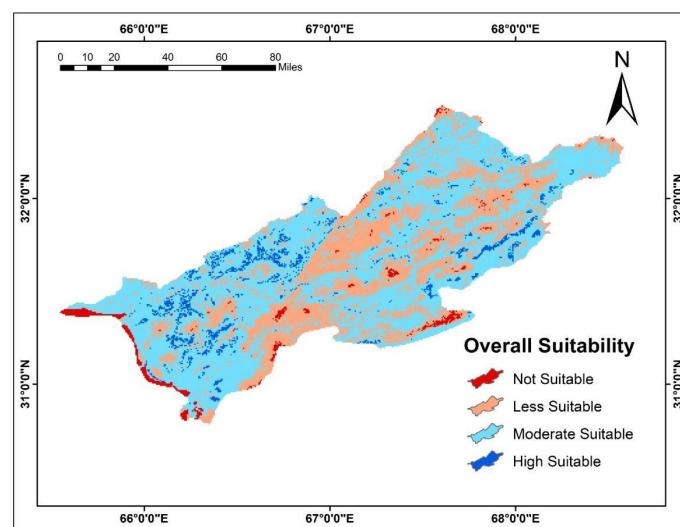 66°0'0"E 67°0'0"E 68°0'0"E
0 10 20 40 60 80
Miles
N
32°0'0"N
32°0'0"N
31°0'0"N
31°0'0"N
Overall Suitability
Not Suitable
Less Suitable
Moderate Suitable
High Suitable
66°0'0"E 67°0'0"E 68°0'0"E